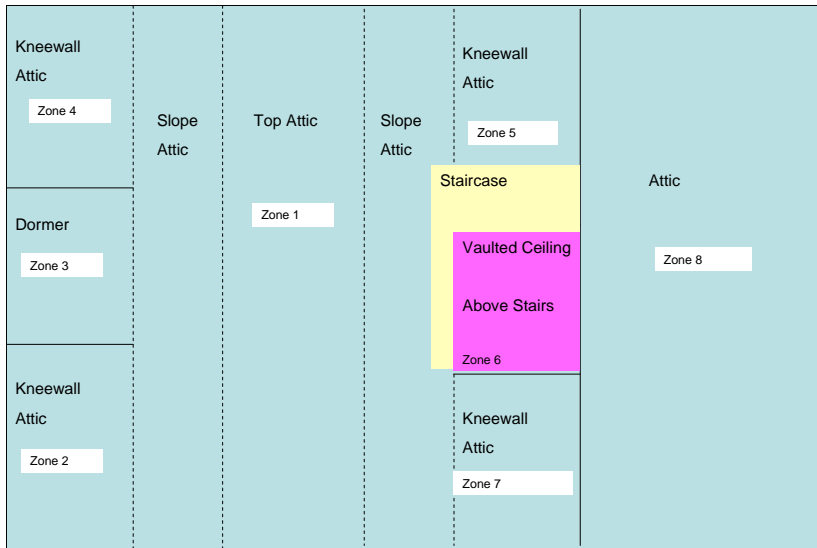 Kneewall
Attic
Zone 4
Dormer
Zone 3
Kneewall
Attic
Zone 2
Slope
Attic
Top Attic
Zone 1
Slope
Attic
Kneewall
Attic
Zone 5
Staircase
Vaulted Ceiling
Above Stairs
Zone 6
Kneewall
Attic
Zone 7
Attic
Zone 8